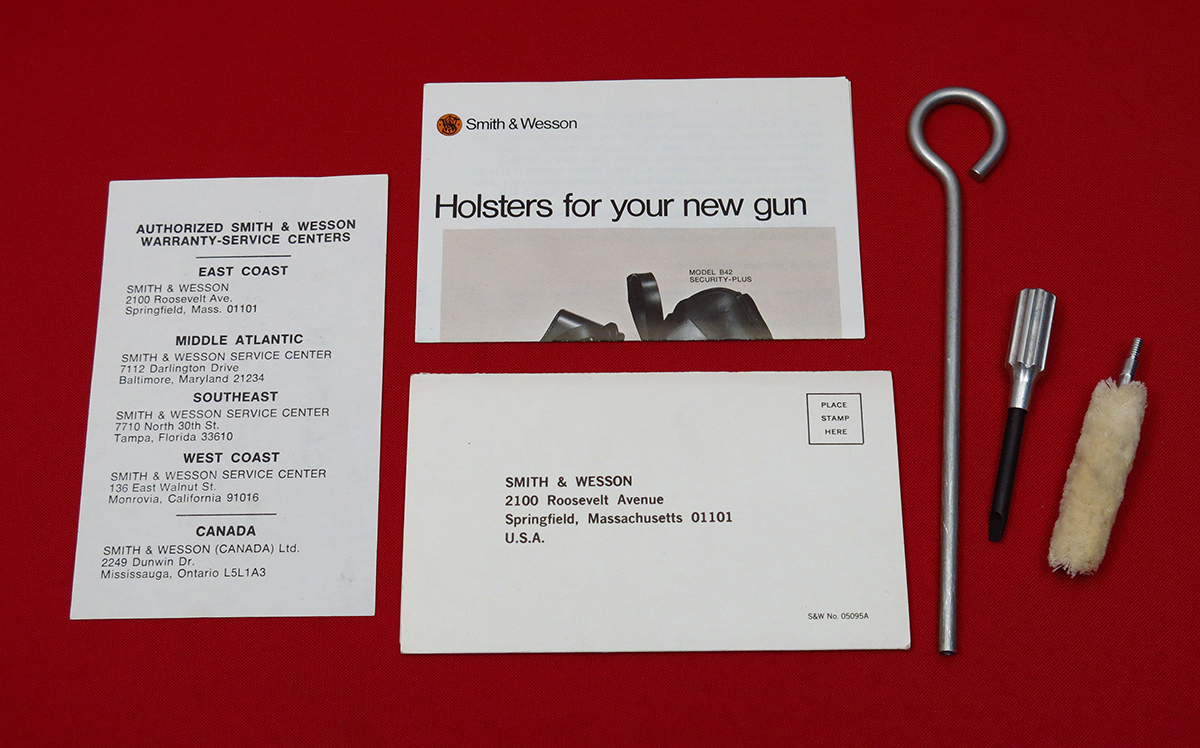 AUTHORIZED SMITH & WESSON
WARRANTY-SERVICE CENTERS
EAST COAST
SMITH & WESSON
2100 Roosevelt Ave.
Springfield, Mass. 01101
MIDDLE ATLANTIC
SMITH & WESSON SERVICE CENTER
7112 Darlington Drive
Baltimore, Maryland 21234
SOUTHEAST
SMITH & WESSON SERVICE CENTER
7710 North 30th St.
Tampa, Florida 33610
WEST COAST
SMITH & WESSON SERVICE CENTER
136 East Walnut St.
Monrovia, California 91016
CANADA
SMITH & WESSON (CANADA) Ltd.
2249 Dunwin Dr.
Mississauga, Ontario L5L1A3
Smith & Wesson
Holsters for your new gun
MODEL B42
SECURITY-PLUS
PLACE
STAMP
HERE
SMITH & WESSON
2100 Roosevelt Avenue
Springfield, Massachusetts 01101
U.S.A.
S&W No. 05095A